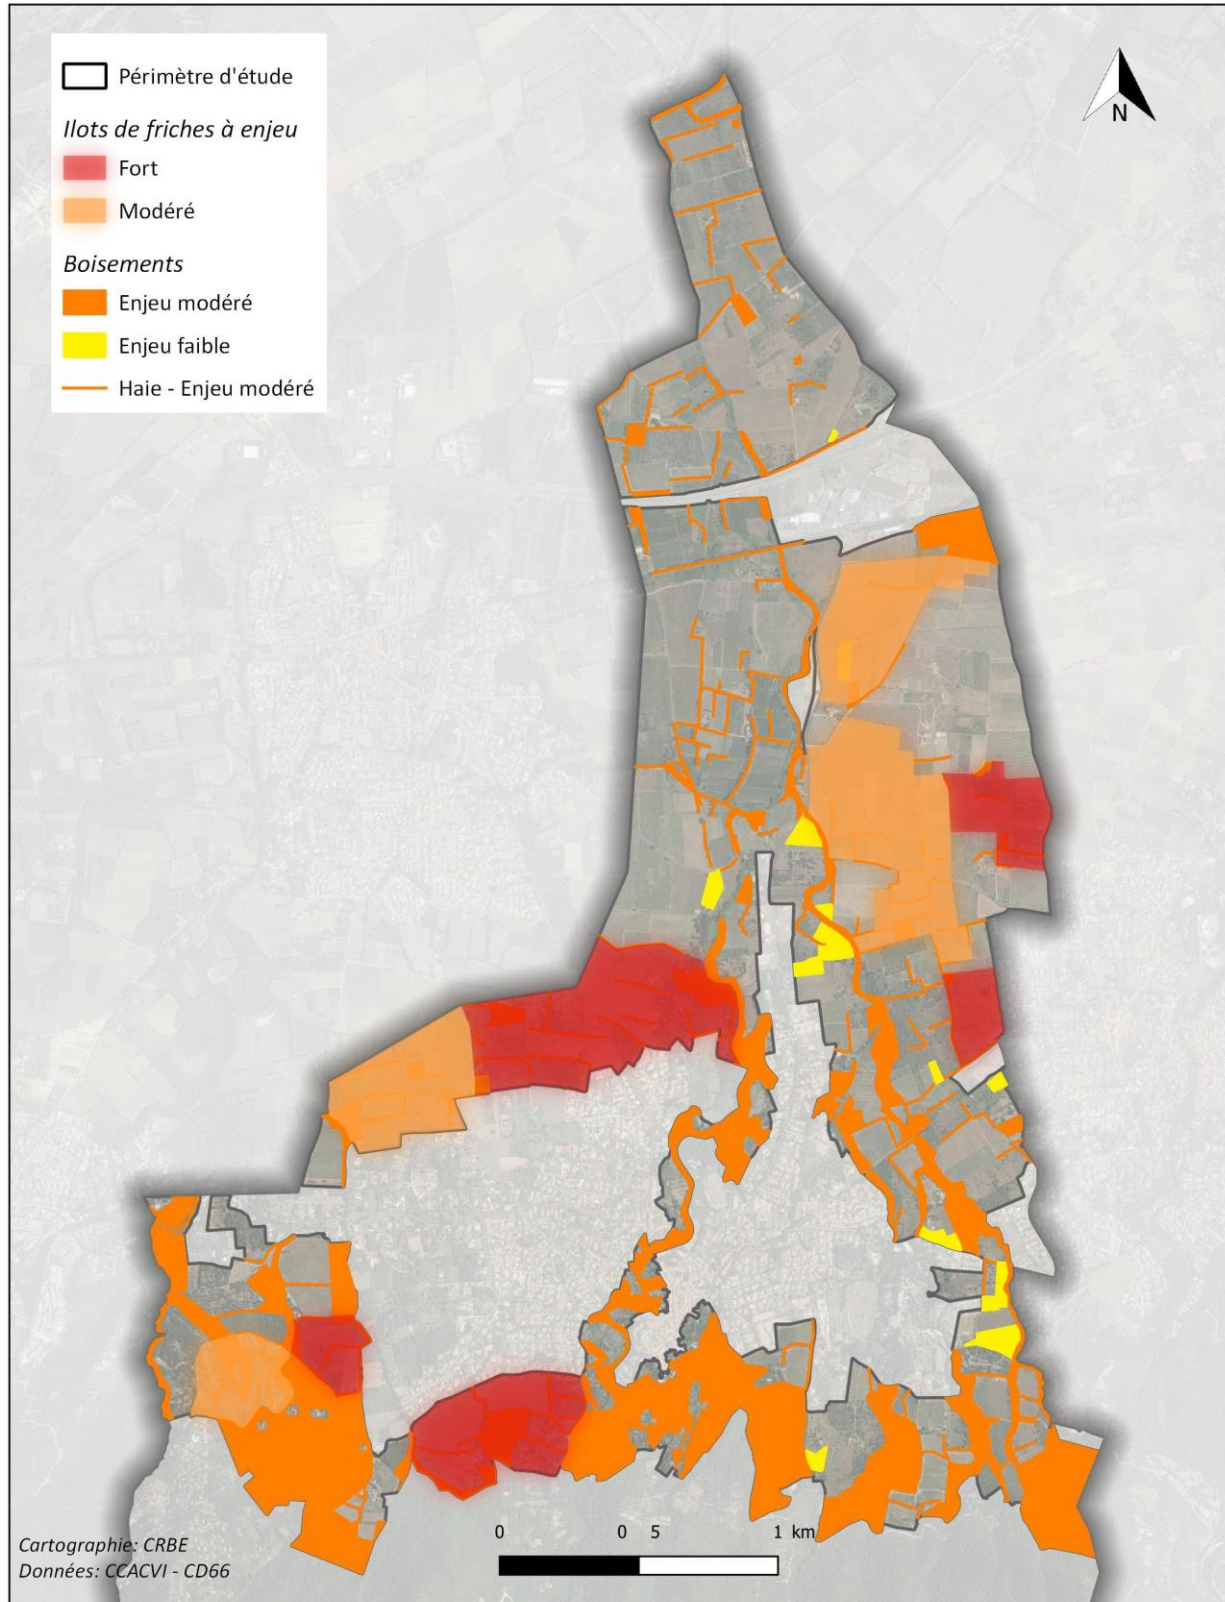 Périmètre d'étude
Ilots de friches à enjeu
Fort
Modéré
Boisements
Enjeu modéré
Enjeu faible
Haie - Enjeu modéré
N
0 0 5 1 km
Cartographie: CRBE
Données: CCACVI - CD66